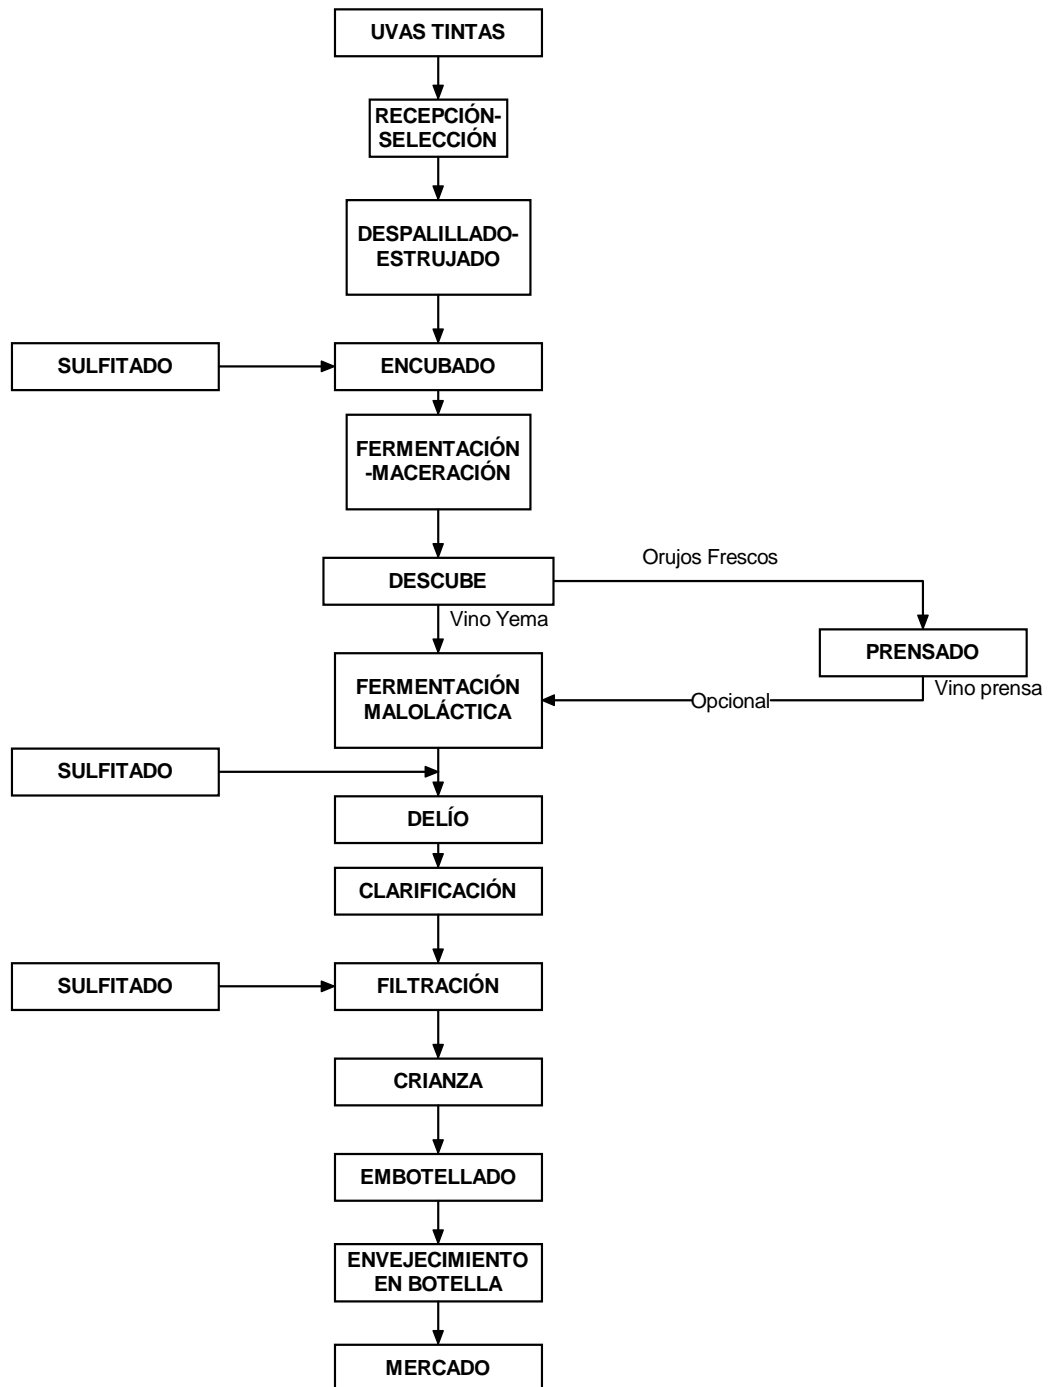 UVAS TINTAS
RECEPCIÓN-
SELECCIÓN
DESPALILLADO-
ESTRUJADO
SULFITADO
ENCUBADO
FERMENTACIÓN
-MACERACIÓN
DESCUBE
Orujos Frescos
Vino Yema
PRENSADO
Vino prensa
Opcional
FERMENTACIÓN
MALOLÁCTICA
SULFITADO
DELÍO
CLARIFICACIÓN
SULFITADO
FILTRACIÓN
CRIANZA
EMBOTELLADO
ENVEJECIMIENTO
EN BOTELLA
MERCADO